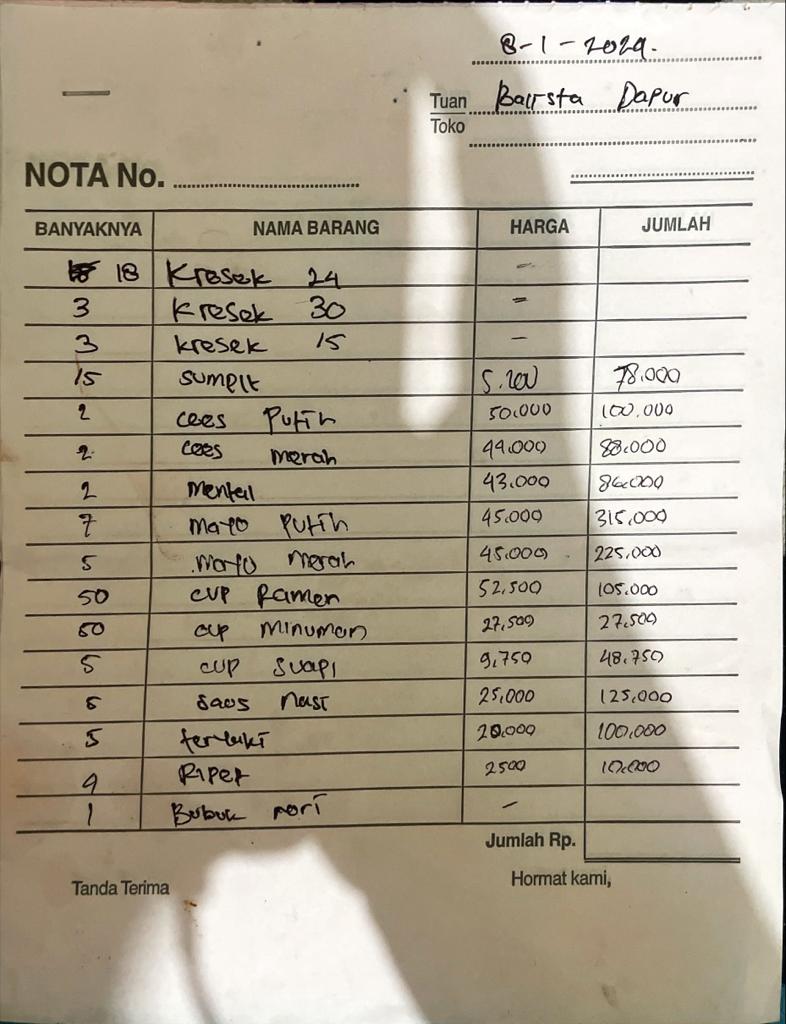 8-1-2024.
Tuan Barista Dapur
Toko
NOTA No.
BANYAKNYA NAMA BARANG HARGA JUMLAH
18 Kresek 24 -
3 Kresek 30 -
3 kresek 15 -
15 sumpit 5.200 78.000
2 cees Putih 50.000 100.000
2 cees merah 44.000 88.000
2 mentai 43.000 86.000
7 mayo putih 45.000 315.000
5 mayo merah 45.000 225.000
50 cup Ramen 52,500 105.000
50 cup minuman 27,500 27.500
5 cup suapi 9,750 48.750
5 saos nasi 25,000 125,000
5 teriyaki 20.000 100.000
4 Riper 2500 10.000
1 Bubuk nori -
Jumlah Rp.
Tanda Terima Hormat kami,